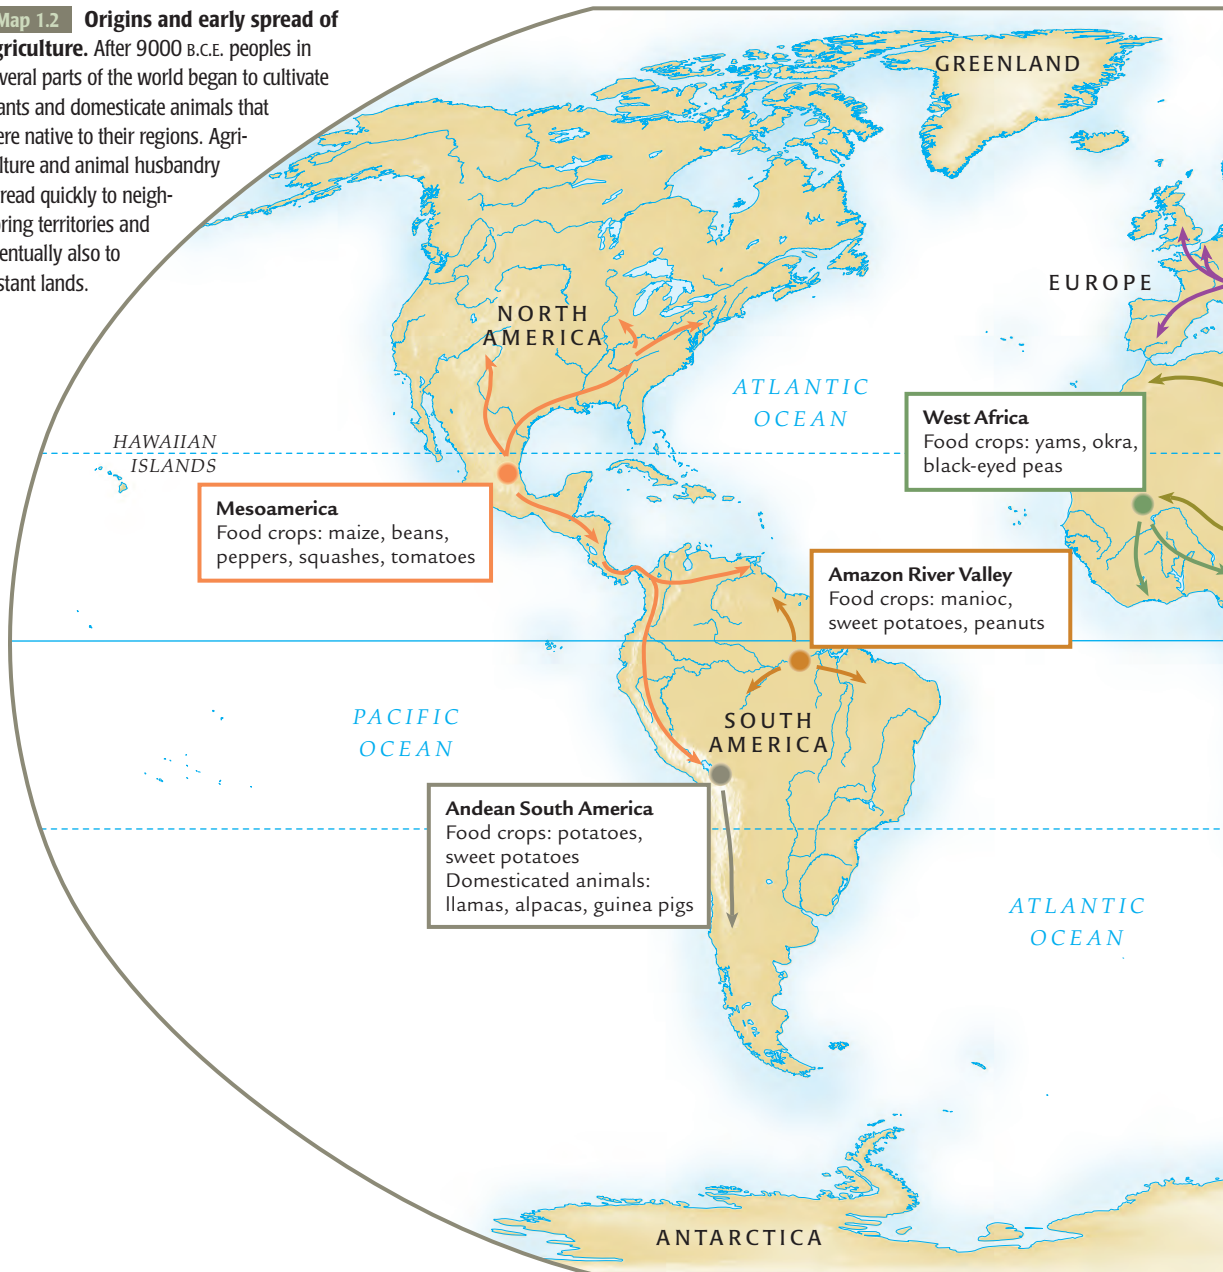 Map 1.2 Origins and early spread of
griculture. After 9000 B.C.E. peoples in
veral parts of the world began to cultivate
ants and domesticate animals that
ere native to their regions. Agri-
lture and animal husbandry
read quickly to neigh-
oring territories and
entually also to
stant lands.
GREENLAND
EUROPE
NORTH
AMERICA
ATLANTIC
OCEAN
West Africa
Food crops: yams, okra,
black-eyed peas
HAWAIIAN
ISLANDS
Mesoamerica
Food crops: maize, beans,
peppers, squashes, tomatoes
Amazon River Valley
Food crops: manioc,
sweet potatoes, peanuts
PACIFIC
OCEAN
SOUTH
AMERICA
Andean South America
Food crops: potatoes,
sweet potatoes
Domesticated animals:
llamas, alpacas, guinea pigs
ATLANTIC
OCEAN
ANTARCTICA